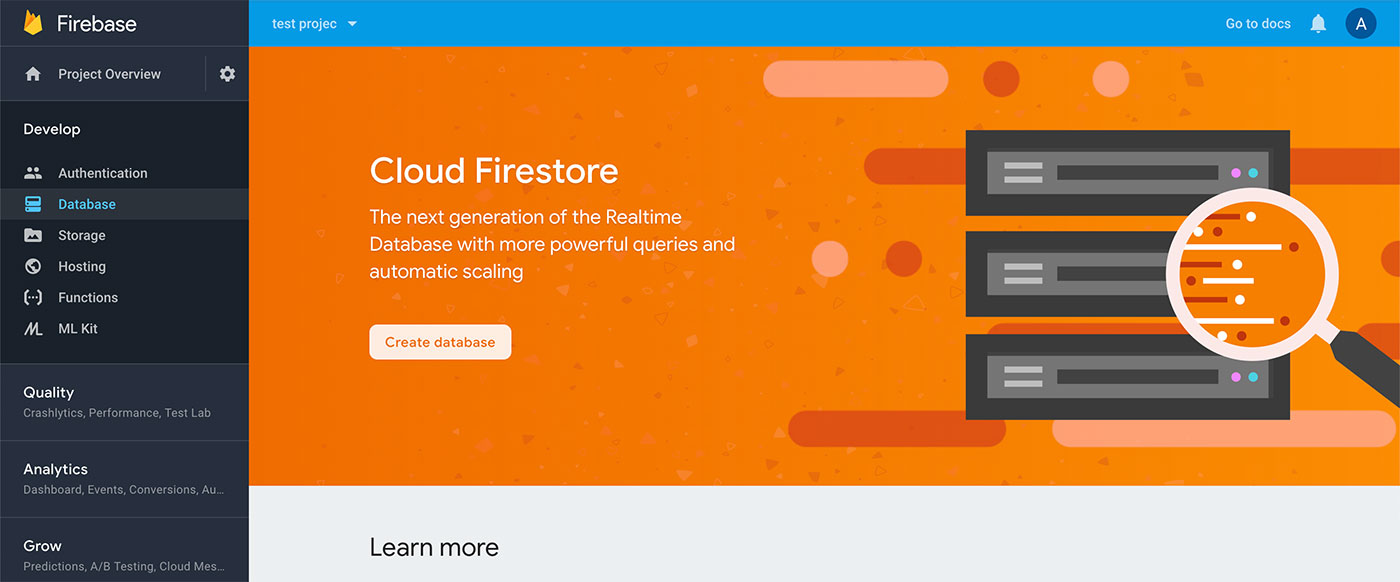 Firebase
test projec
Go to docs
A
Project Overview
Develop
Authentication
Database
Storage
Hosting
Functions
ML Kit
Quality
Crashlytics, Performance, Test Lab
Analytics
Dashboard, Events, Conversions, Au...
Grow
Predictions, A/B Testing, Cloud Mes...
Cloud Firestore
The next generation of the Realtime
Database with more powerful queries and
automatic scaling
Create database
Learn more